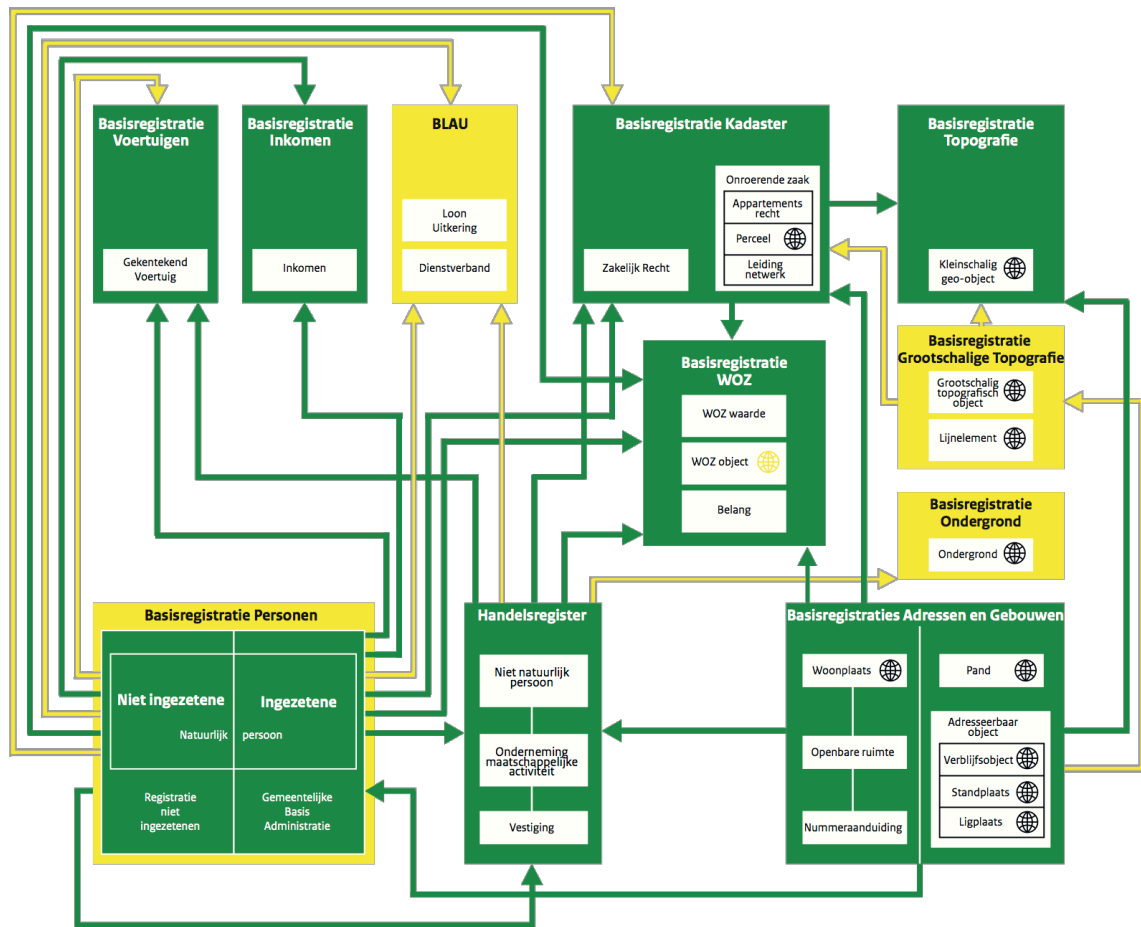 Basisregistratie
Voertuigen
Gekentekend
Voertuig
Basisregistratie
Inkomen
Inkomen
BLAU
Loon
Uitkering
Dienstverband
Basisregistratie Kadaster
Onroerende zaak
Appartements
recht
Perceel
Leiding
netwerk
Zakelijk Recht
Basisregistratie
Topografie
Kleinschalig
geo-object
Basisregistratie
Grootschalige Topografie
Grootschalig
topografisch
object
Lijnelement
Basisregistratie
WOZ
WOZ waarde
WOZ object
Belang
Basisregistratie
Ondergrond
Ondergrond
Basisregistratie Personen
Niet ingezetene
Ingezetene
Natuurlijk persoon
Registratie
niet
ingezetenen
Gemeentelijke
Basis
Administratie
Handelsregister
Niet natuurlijk
persoon
Onderneming
maatschappelijke
activiteit
Vestiging
Basisregistraties Adressen en Gebouwen
Woonplaats
Openbare ruimte
Nummeraanduiding
Pand
Adresseerbaar
object
Verblijfsobject
Standplaats
Ligplaats